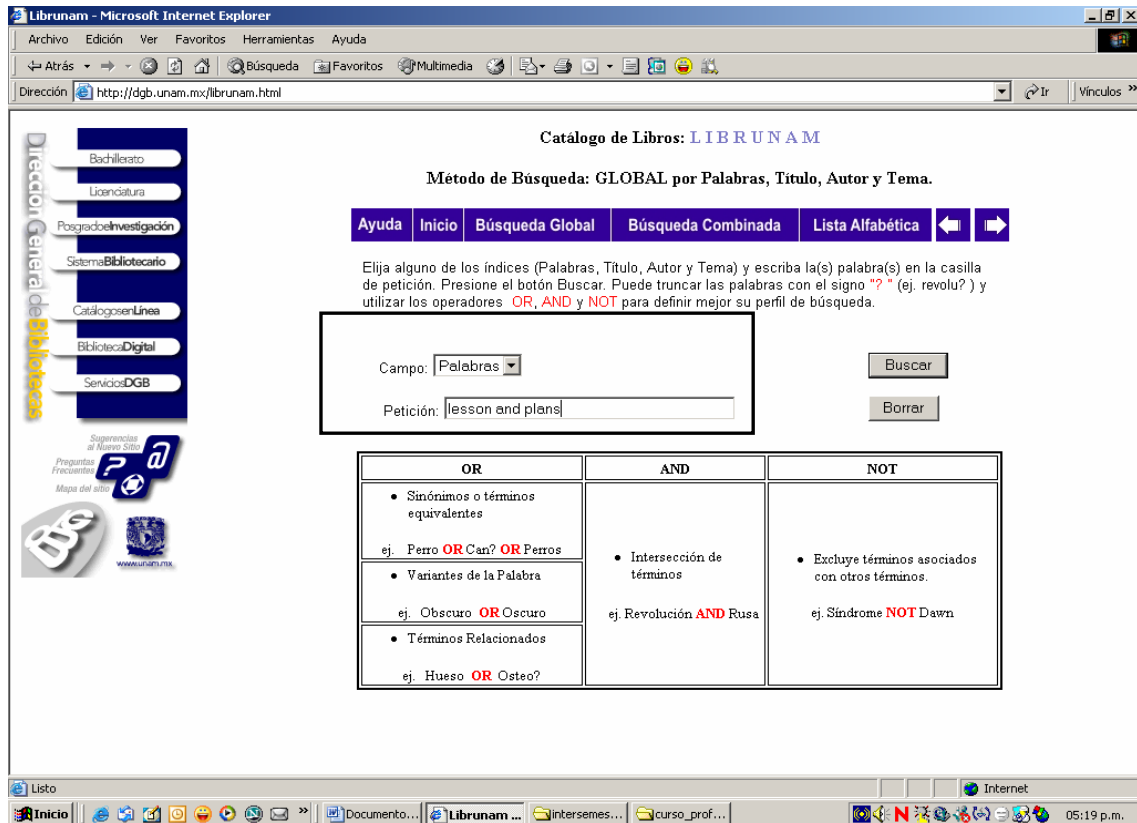 Librunam - Microsoft Internet Explorer
Archivo Edición Ver Favoritos Herramientas Ayuda
Atrás Búsqueda Favoritos Multimedia
Dirección http://dgb.unam.mx/librunam.html Ir Vínculos »
Dirección General de Bibliotecas
Bachillerato
Licenciatura
PosgradoeInvestigación
SistemaBibliotecario
CatálogosenLínea
BibliotecaDigital
ServiciosDGB
Sugerencias
al Nuevo Sitio
Preguntas
Frecuentes
Mapa del sitio
DGB
www.unam.mx
Catálogo de Libros: L I B R U N A M
Método de Búsqueda: GLOBAL por Palabras, Título, Autor y Tema.
Ayuda Inicio Búsqueda Global Búsqueda Combinada Lista Alfabética
Elija alguno de los índices (Palabras, Título, Autor y Tema) y escriba la(s) palabra(s) en la casilla
de petición. Presione el botón Buscar. Puede truncar las palabras con el signo "? " (ej. revolu? ) y
utilizar los operadores OR, AND y NOT para definir mejor su perfil de búsqueda.
Campo: Palabras
Buscar
Petición: lesson and plans
Borrar
OR
• Sinónimos o términos
equivalentes
ej. Perro OR Can? OR Perros
• Variantes de la Palabra
ej. Obscuro OR Oscuro
• Términos Relacionados
ej. Hueso OR Osteo?
AND
• Intersección de
términos
ej. Revolución AND Rusa
NOT
• Excluye términos asociados
con otros términos.
ej. Síndrome NOT Dawn
Listo Internet
Inicio » Documento... Librunam ... intersemes... curso_prof... 05:19 p.m.